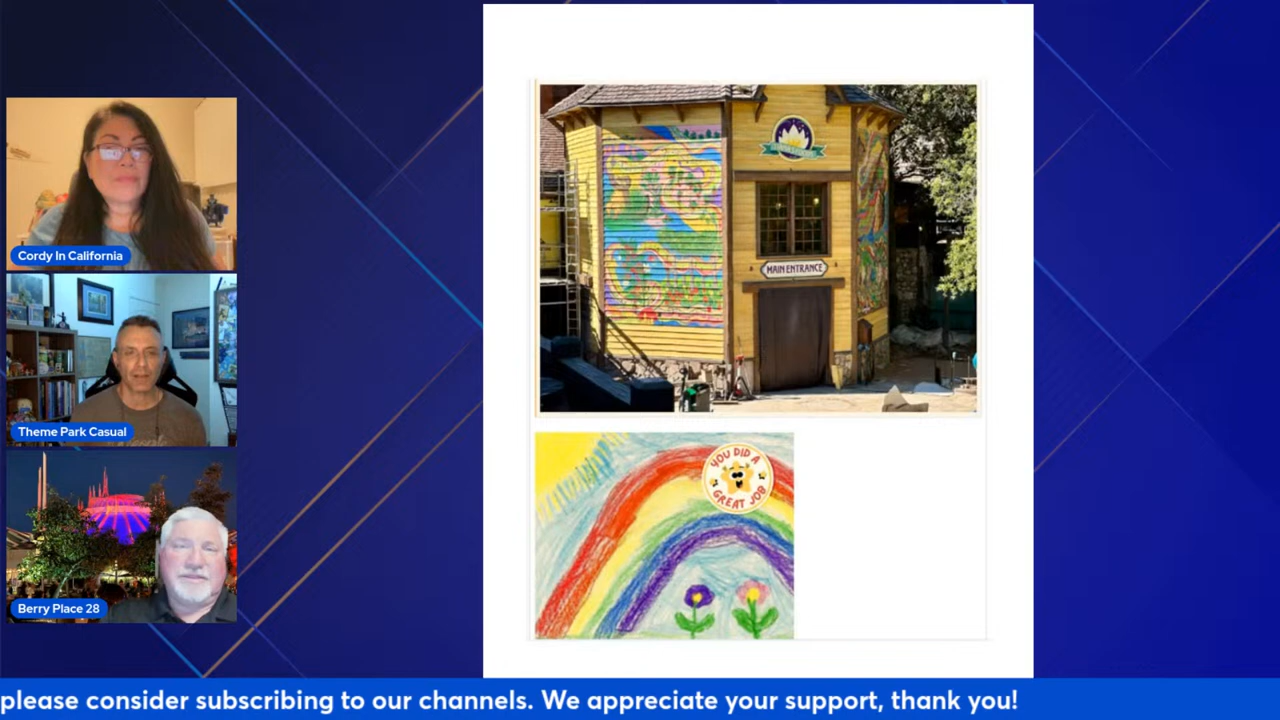 Cordy In California
Theme Park Casual
Berry Place 28
MAIN ENTRANCE
YOU DID A
GREAT JOB
please consider subscribing to our channels. We appreciate your support, thank you!